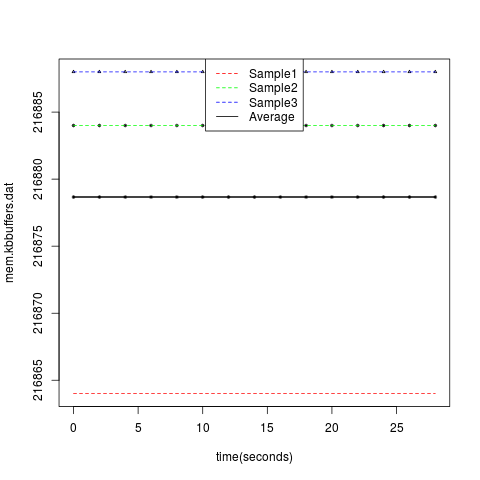 Sample1
Sample2
Sample3
Average
mem.kbbuffers.dat
216885
216880
216875
216870
216865
0 5 10 15 20 25
time(seconds)